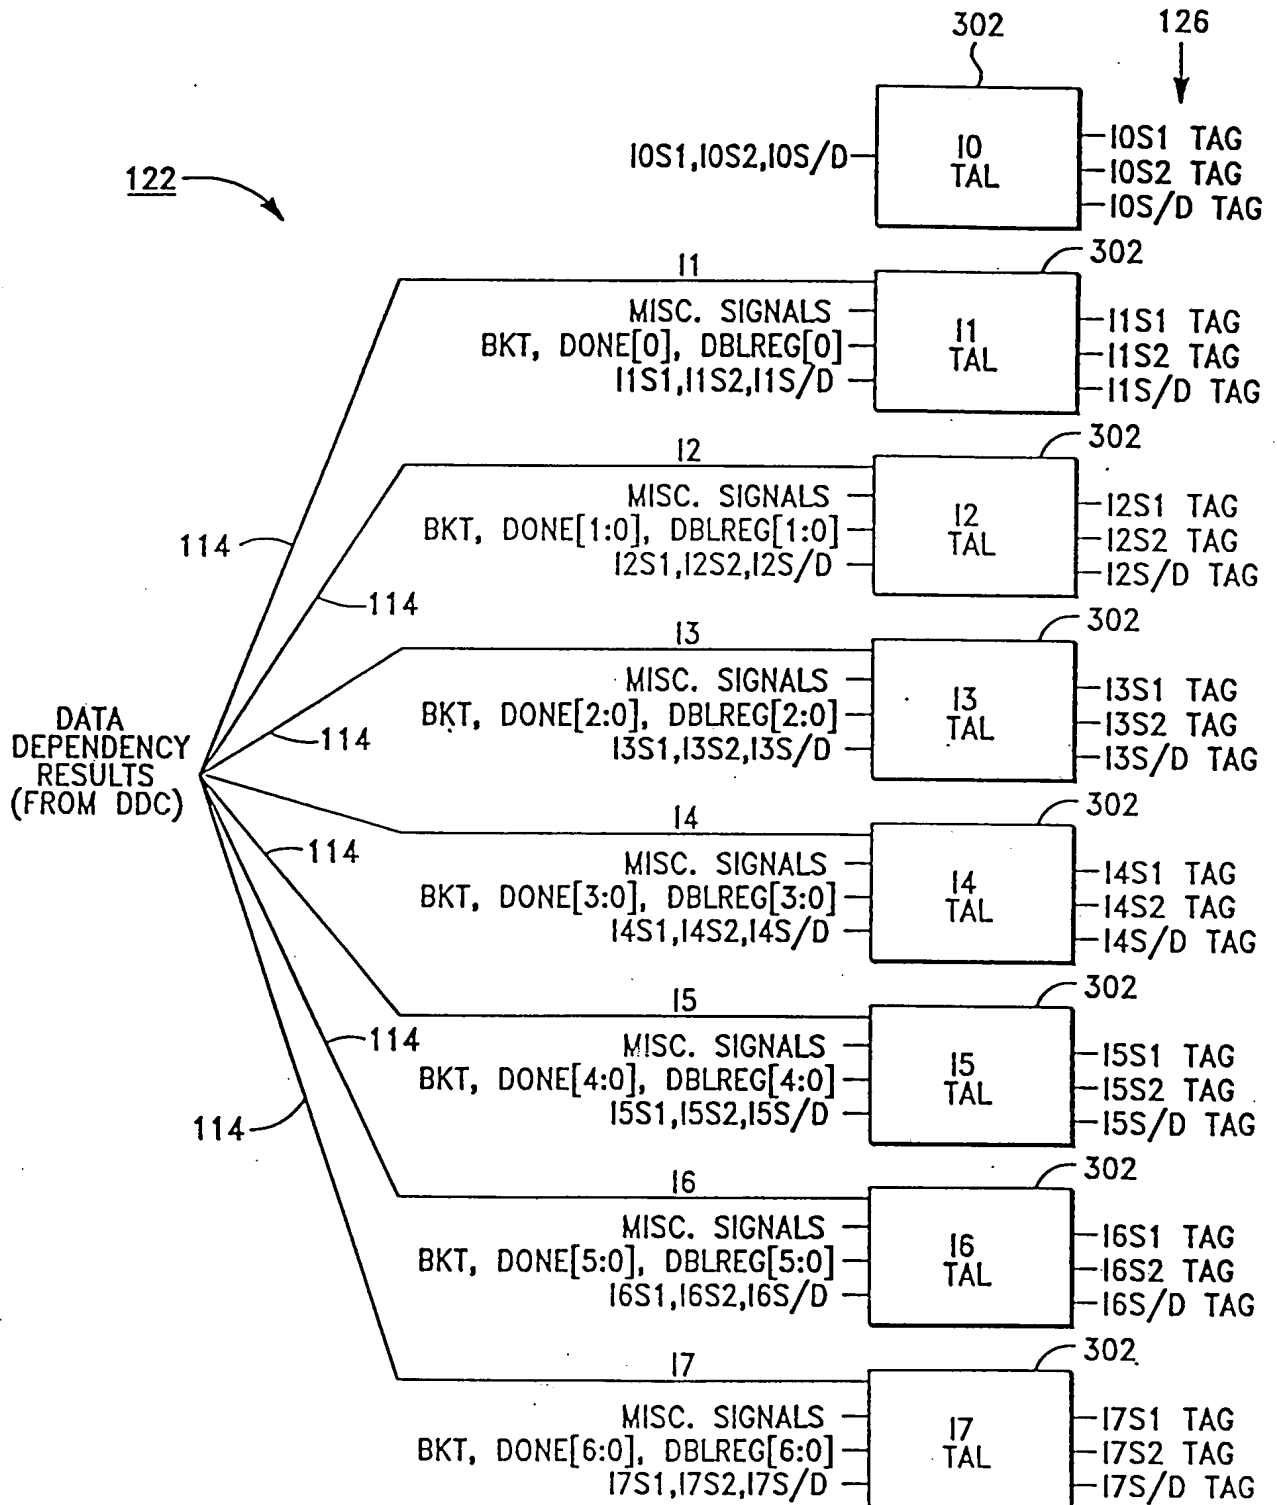 302
126
122
I0S1,I0S2,I0S/D
I0
TAL
I0S1 TAG
I0S2 TAG
I0S/D TAG
302
I1
MISC. SIGNALS
BKT, DONE[0], DBLREG[0]
I1S1,I1S2,I1S/D
I1
TAL
I1S1 TAG
I1S2 TAG
I1S/D TAG
302
I2
MISC. SIGNALS
BKT, DONE[1:0], DBLREG[1:0]
I2S1,I2S2,I2S/D
I2
TAL
I2S1 TAG
I2S2 TAG
I2S/D TAG
114
114
302
I3
MISC. SIGNALS
BKT, DONE[2:0], DBLREG[2:0]
I3S1,I3S2,I3S/D
I3
TAL
I3S1 TAG
I3S2 TAG
I3S/D TAG
114
DATA
DEPENDENCY
RESULTS
(FROM DDC)
302
I4
MISC. SIGNALS
BKT, DONE[3:0], DBLREG[3:0]
I4S1,I4S2,I4S/D
I4
TAL
I4S1 TAG
I4S2 TAG
I4S/D TAG
114
302
I5
MISC. SIGNALS
BKT, DONE[4:0], DBLREG[4:0]
I5S1,I5S2,I5S/D
I5
TAL
I5S1 TAG
I5S2 TAG
I5S/D TAG
114
114
302
I6
MISC. SIGNALS
BKT, DONE[5:0], DBLREG[5:0]
I6S1,I6S2,I6S/D
I6
TAL
I6S1 TAG
I6S2 TAG
I6S/D TAG
302
I7
MISC. SIGNALS
BKT, DONE[6:0], DBLREG[6:0]
I7S1,I7S2,I7S/D
I7
TAL
I7S1 TAG
I7S2 TAG
I7S/D TAG